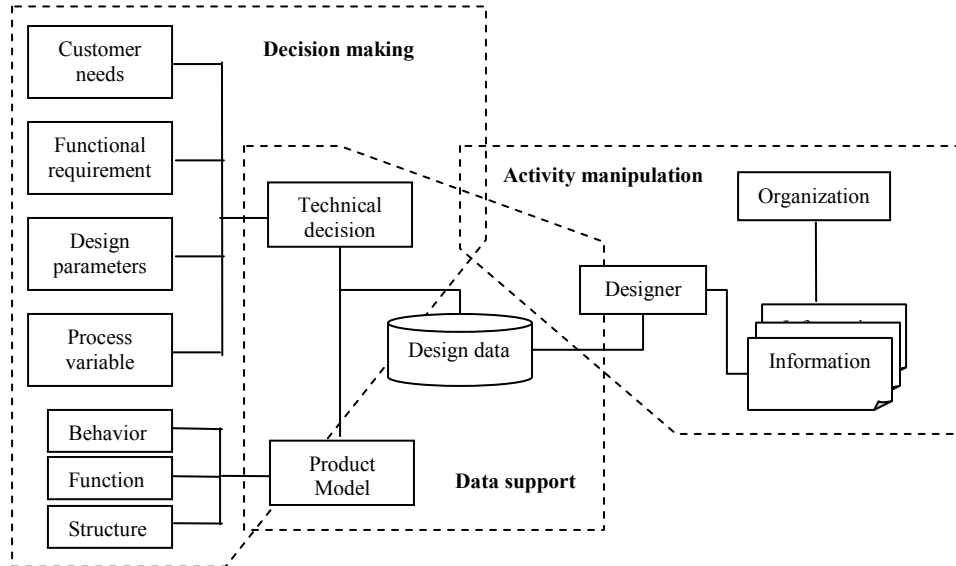 Customer
needs
Decision making
Functional
requirement
Activity manipulation
Technical
decision
Organization
Design
parameters
Designer
Process
variable
Design data
Information
Behavior
Function
Structure
Product
Model
Data support